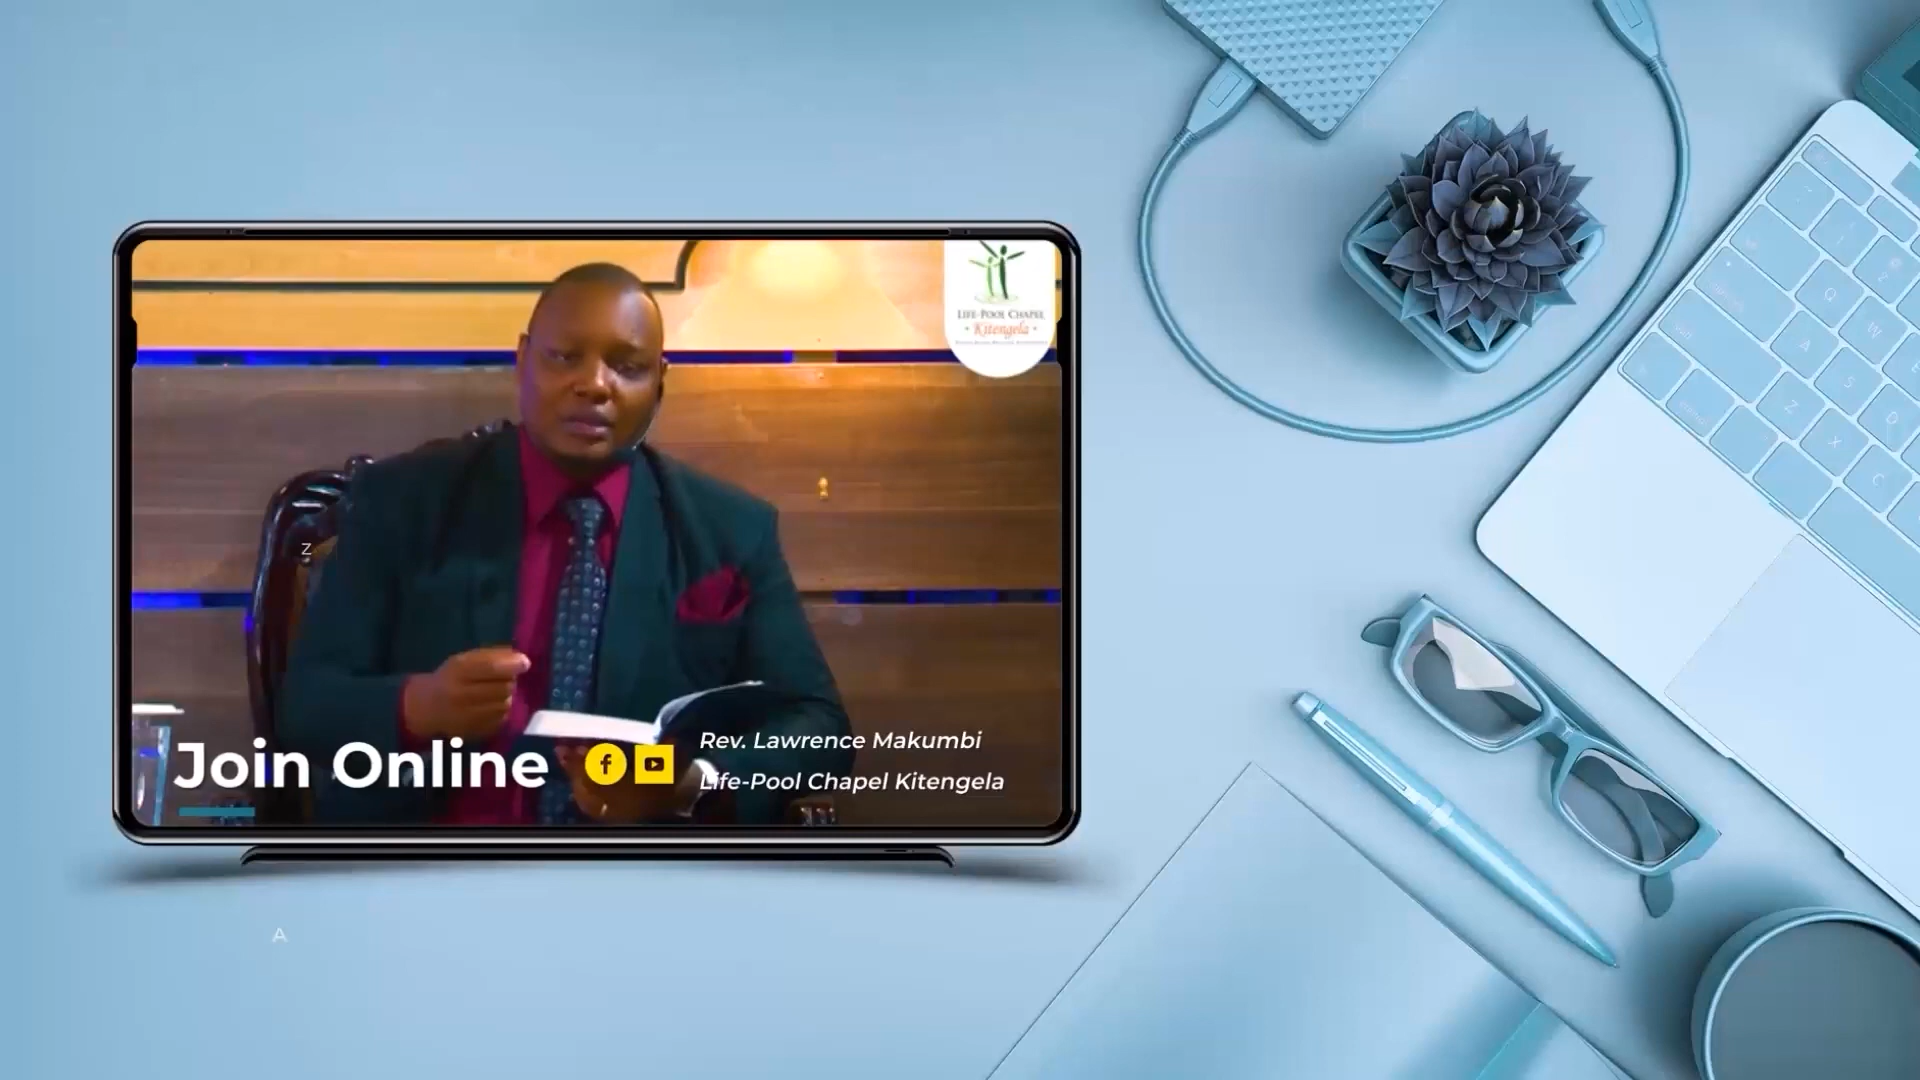 LIFE-POOL CHAPEL
• Kitengela •
Z
Join Online
Rev. Lawrence Makumbi
Life-Pool Chapel Kitengela
A
Q
W
A
S
D
Z
X
C